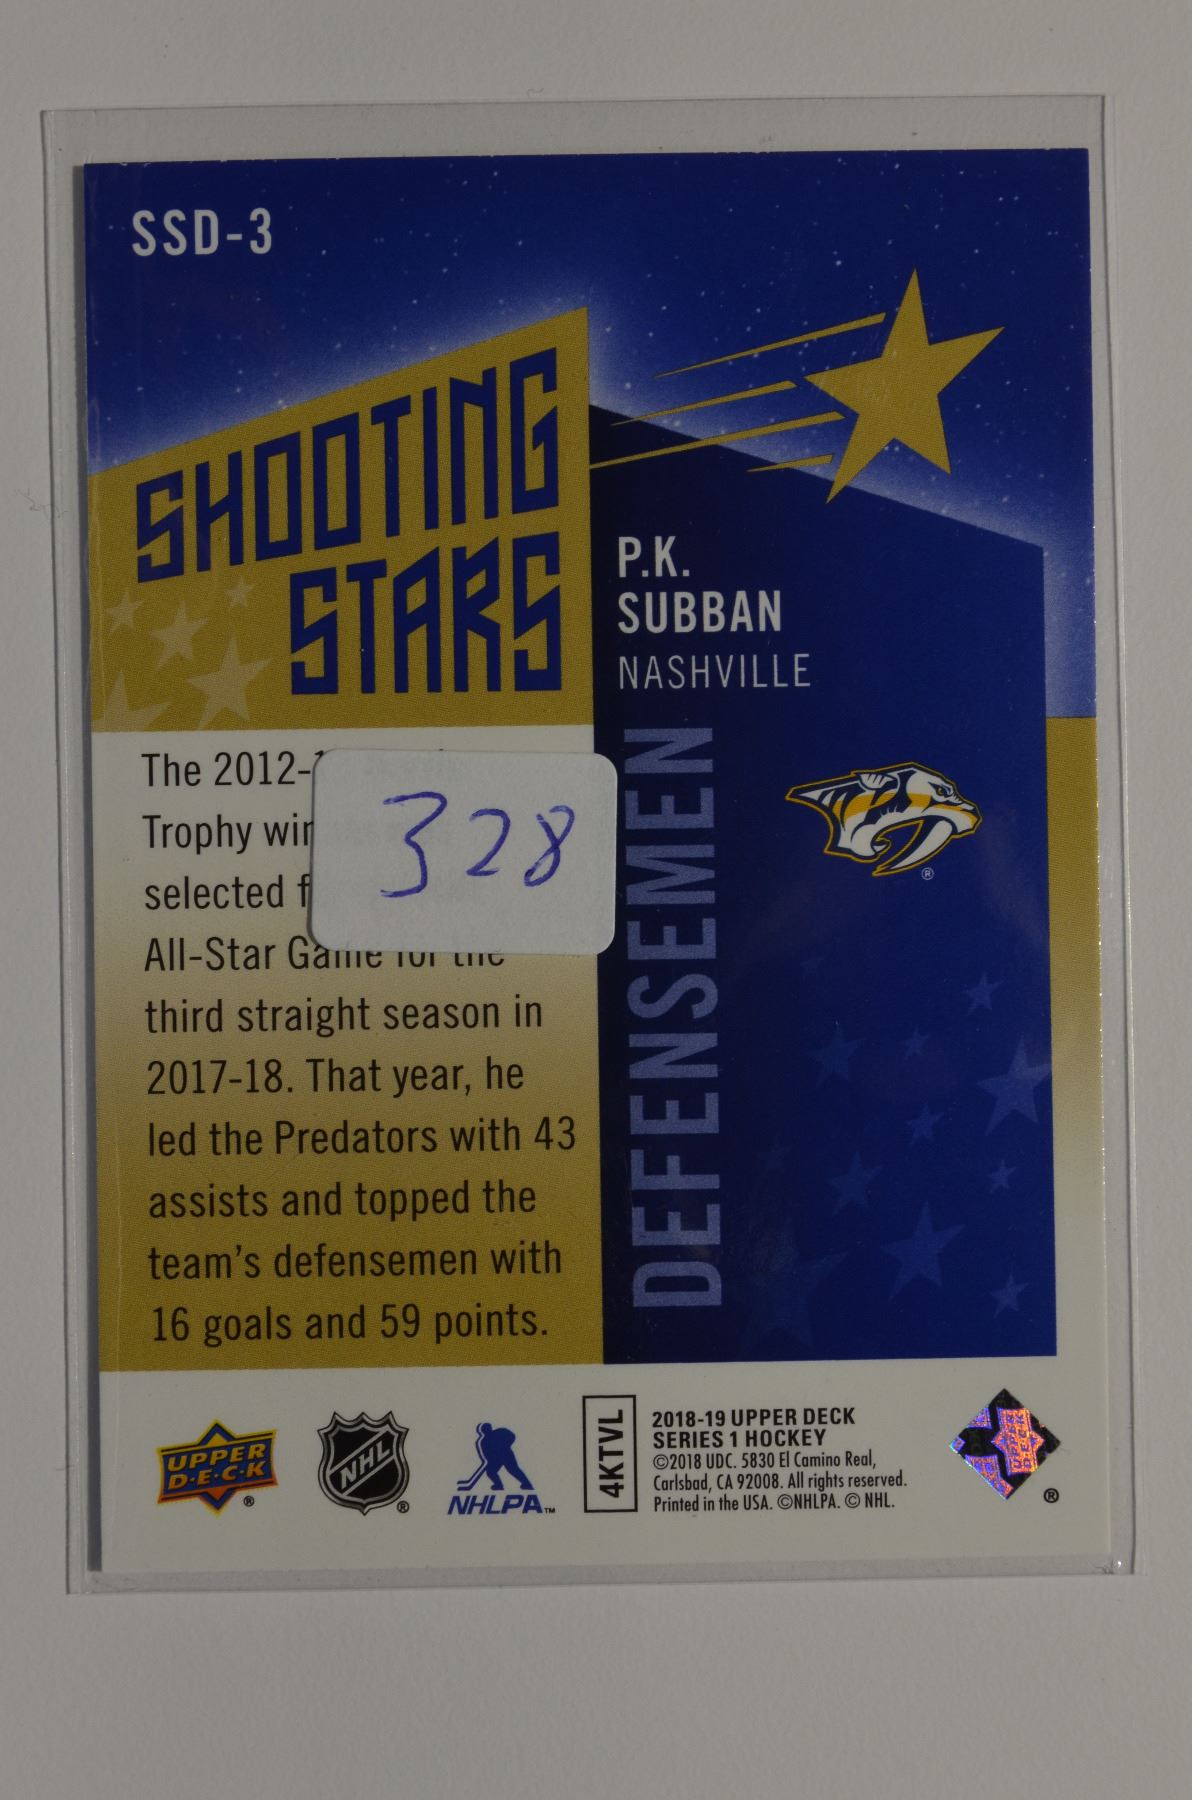 SSD-3
SHOOTING
STARS
P.K.
SUBBAN
NASHVILLE
DEFENSEMEN
®
The 2012-
Trophy
selected
All-Star Game for the
third straight season in
2017-18. That year, he
led the Predators with 43
assists and topped the
team's defensemen with
16 goals and 59 points.
328
UPPER
D·E·C·K
®
NHL
®
NHLPA™
4KTVL
2018-19 UPPER DECK
SERIES 1 HOCKEY
©2018 UDC. 5830 El Camino Real,
Carlsbad, CA 92008. All rights reserved.
Printed in the USA. ©NHLPA. © NHL.
®